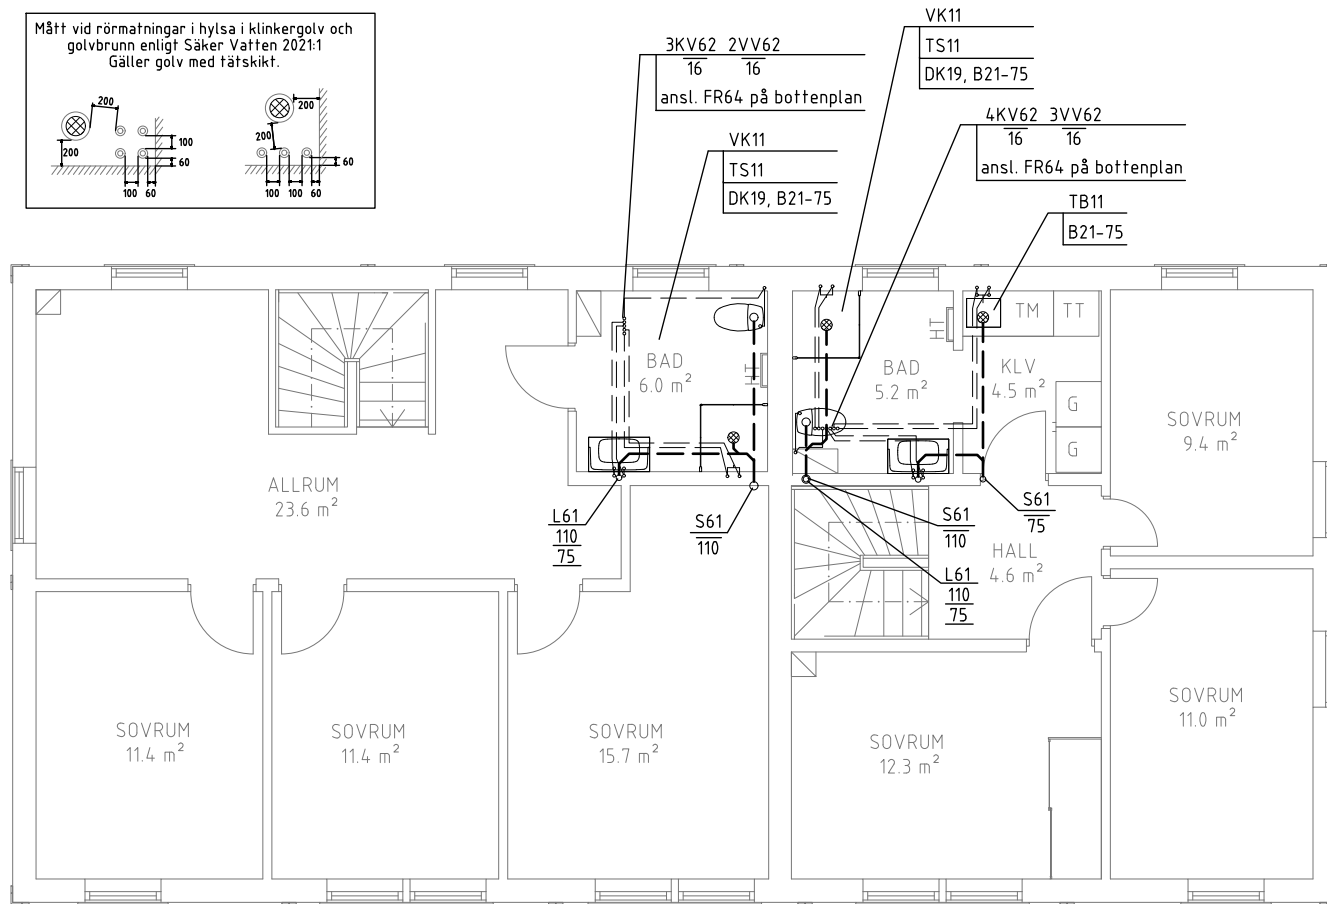 Mått vid rörmatningar i hylsa i klinkergolv och
golvbrunn enligt Säker Vatten 2021:1
Gäller golv med tätskikt.
200
200
100
60
100
60
200
200
60
100
100
60
3KV62 2VV62
16 16
ansl. FR64 på bottenplan
VK11
TS11
DK19, B21-75
VK11
TS11
DK19, B21-75
4KV62 3VV62
16 16
ansl. FR64 på bottenplan
TB11
B21-75
BAD
6.0 m²
HT
BAD
5.2 m²
HT
TM
TT
KLV
4.5 m²
G
G
SOVRUM
9.4 m²
ALLRUM
23.6 m²
L61
110
75
S61
110
S61
110
S61
75
HALL
4.6 m²
L61
110
75
SOVRUM
11.4 m²
SOVRUM
11.4 m²
SOVRUM
15.7 m²
SOVRUM
12.3 m²
SOVRUM
11.0 m²